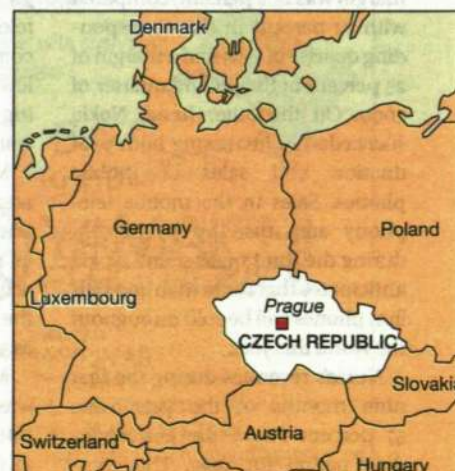 Denmark
Germany
Poland
Luxembourg
Prague
CZECH REPUBLIC
Slovakia
Switzerland
Austria
Hungary